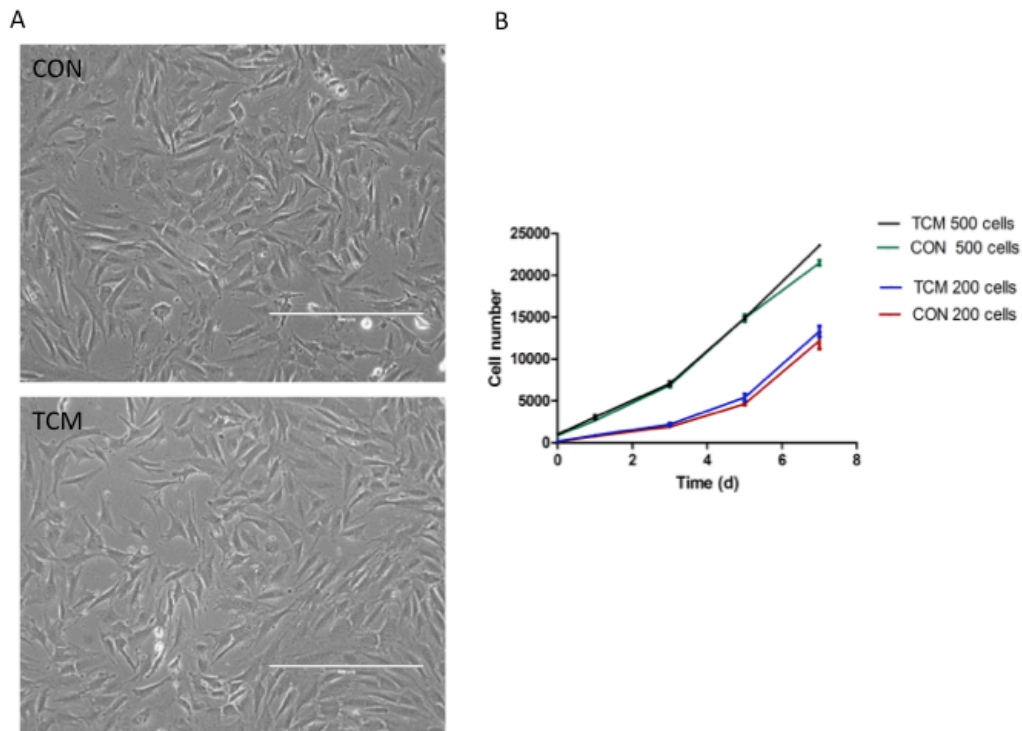 A
B
CON
TCM
TCM 500 cells
CON 500 cells
TCM 200 cells
CON 200 cells
25000
20000
15000
10000
5000
0
Cell number
0 2 4 6 8
Time (d)